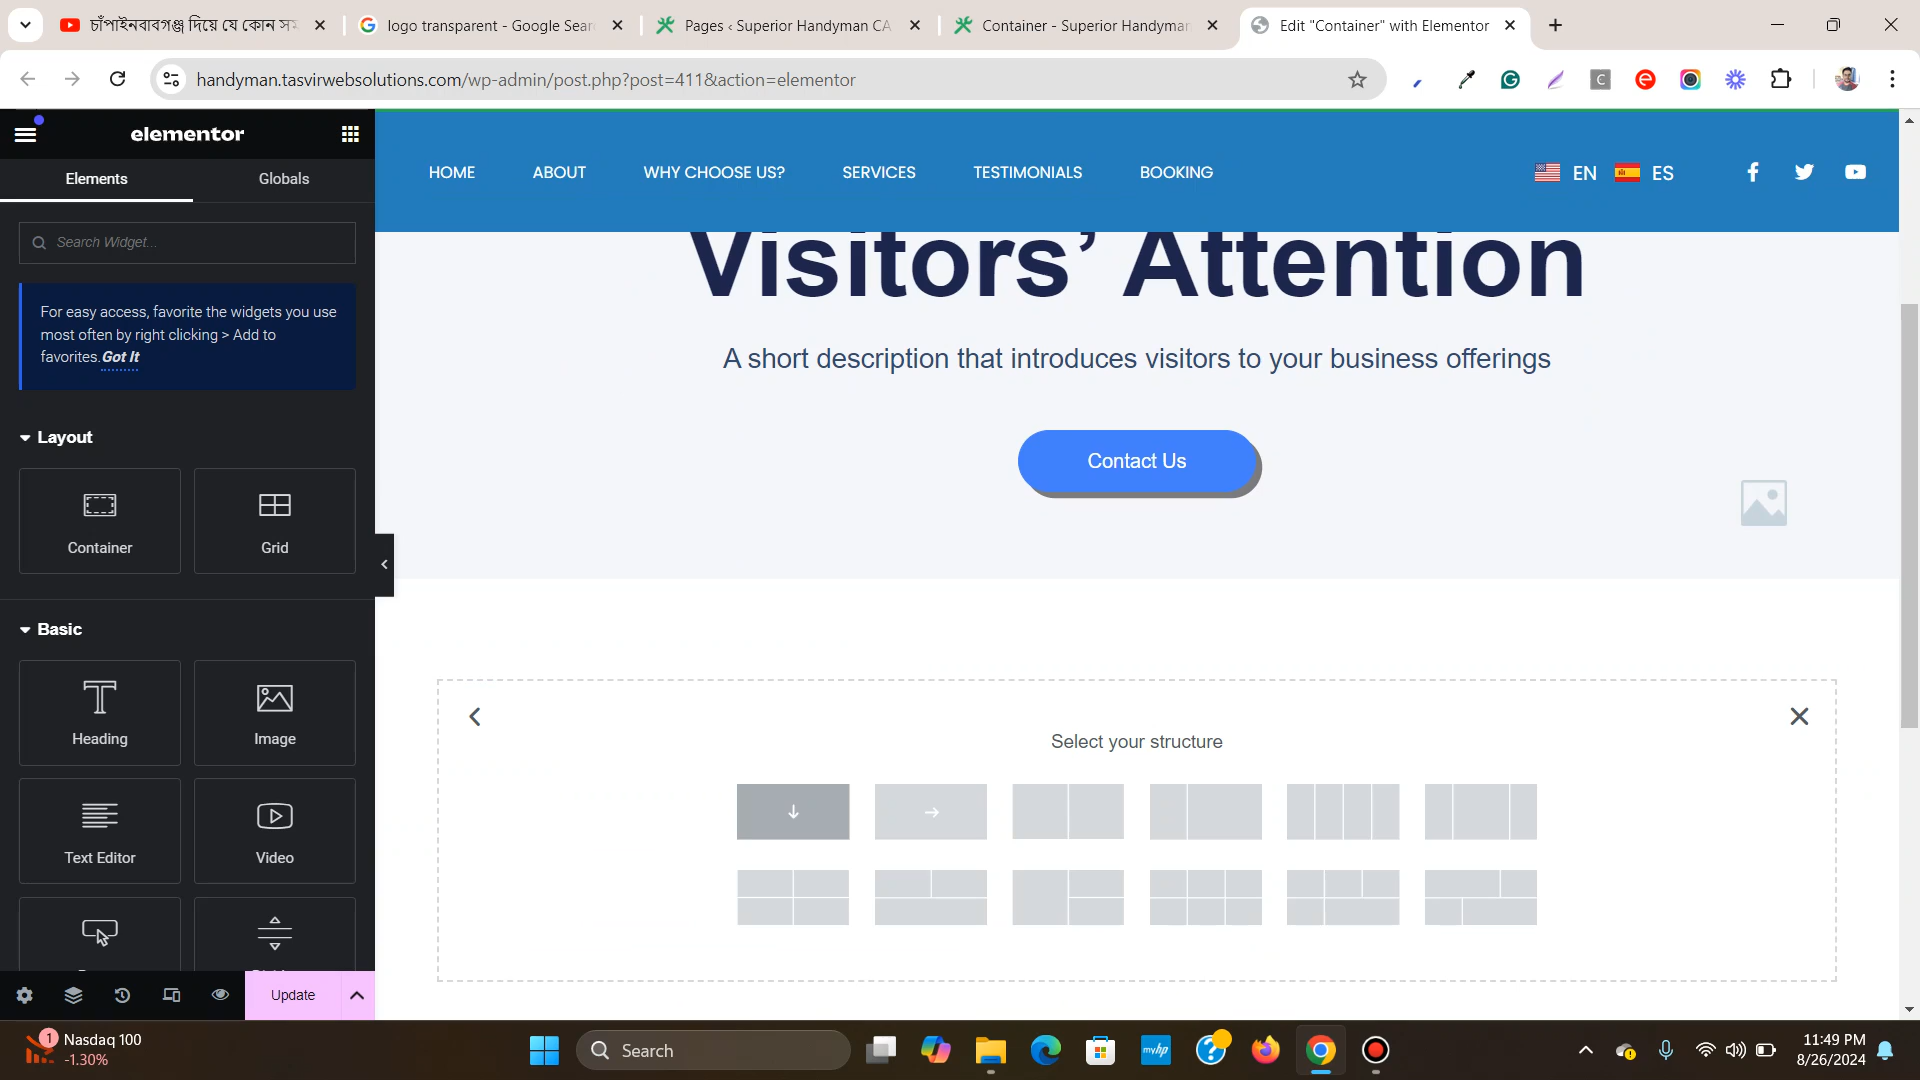 চাঁপাইনবাবগঞ্জ দিয়ে যে কোন সম
logo transparent - Google Sear
Pages ‹ Superior Handyman CA
Container - Superior Handyman
Edit "Container" with Elementor
handyman.tasvirwebsolutions.com/wp-admin/post.php?post=411&action=elementor
elementor
Elements
Globals
Search Widget...
For easy access, favorite the widgets you use
most often by right clicking > Add to
favorites. Got It
Layout
Container
Grid
Basic
Heading
Image
Text Editor
Video
Update
HOME
ABOUT
WHY CHOOSE US?
SERVICES
TESTIMONIALS
BOOKING
EN
ES
Visitors’ Attention
A short description that introduces visitors to your business offerings
Contact Us
Select your structure
1
Nasdaq 100
-1.30%
Search
myhp
11:49 PM
8/26/2024